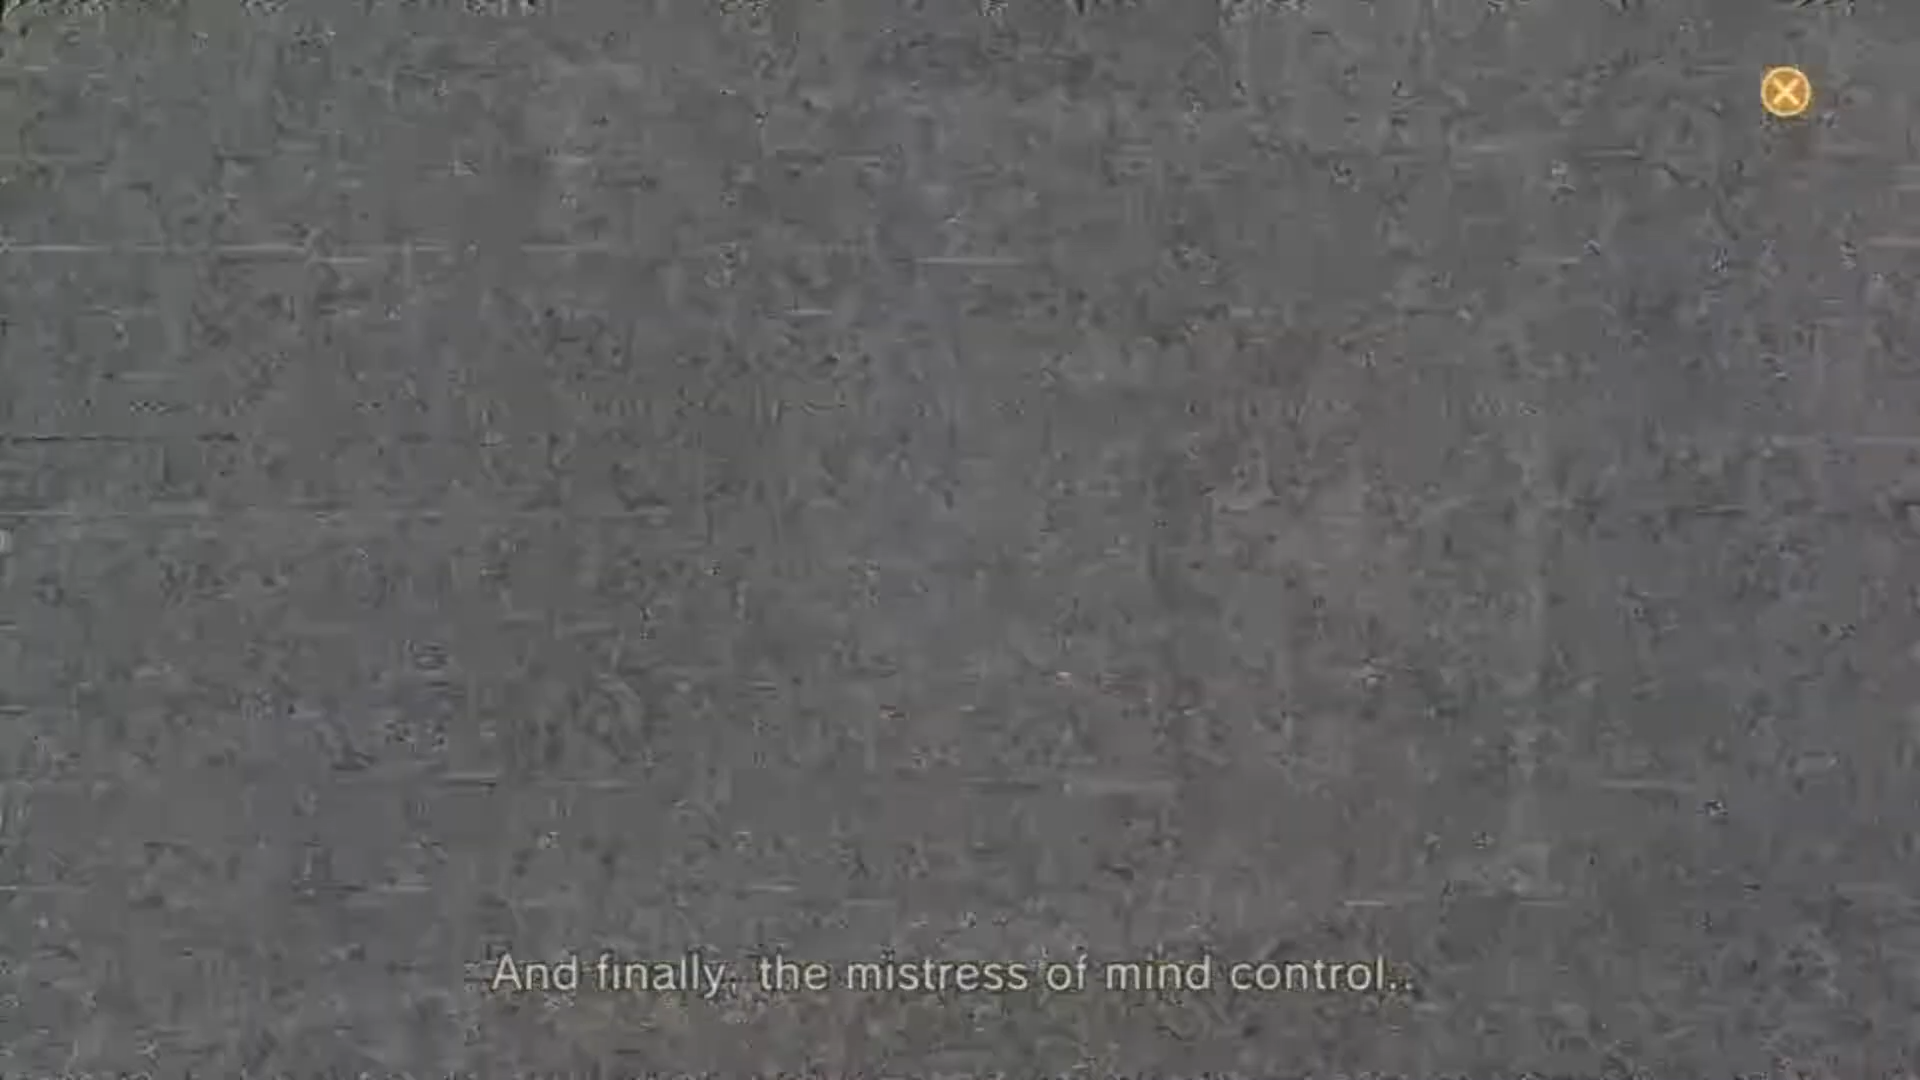 And finally, the mistress of mind control..